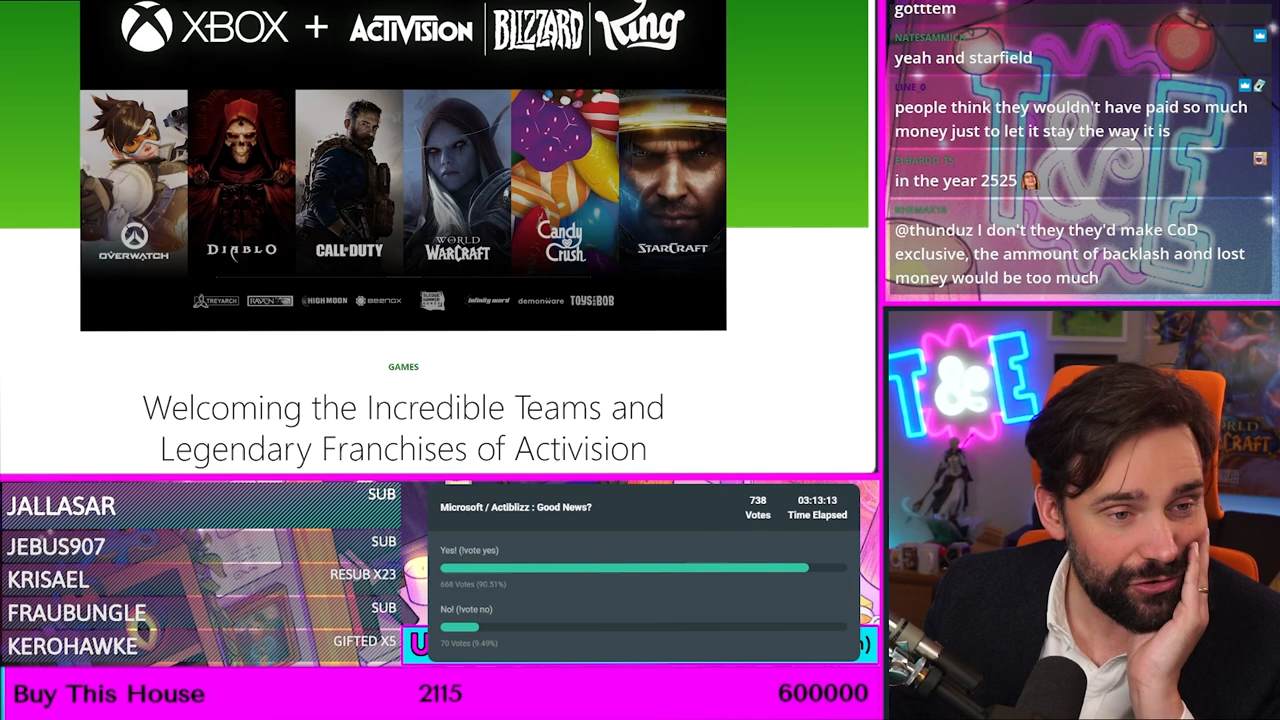 XBOX + ACTIVISION | BLIZZARD | King
OVERWATCH
DIABLO
CALL OF DUTY
WORLD WARCRAFT
Candy Crush
STARCRAFT
TREYARCH RAVEN HIGH MOON BEENOX infinity ward demonware TOYS FOR BOB
GAMES
Welcoming the Incredible Teams and
Legendary Franchises of Activision
gotttem
NATESAMMICH
yeah and starfield
LINE_0
people think they wouldn't have paid so much
money just to let it stay the way it is
ELHARDO_TS
in the year 2525
RHEMAX18
@thunduz I don't they they'd make CoD
exclusive, the ammount of backlash aond lost
money would be too much
T&E
T&E
JALLASAR SUB
JEBUS907 SUB
KRISAEL RESUB X23
FRAUBUNGLE SUB
KEROHAWKE GIFTED X5
Microsoft / Actiblizz : Good News?
738 03:13:13
Votes Time Elapsed
Yes! (!vote yes)
668 Votes (90.51%)
No! (!vote no)
70 Votes (9.49%)
Buy This House 2115 600000